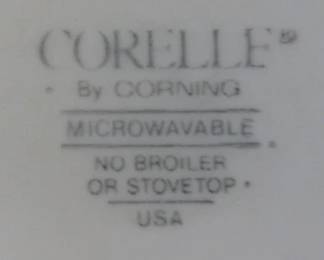 CORELLE®
By CORNING
MICROWAVABLE
NO BROILER
OR STOVETOP
USA